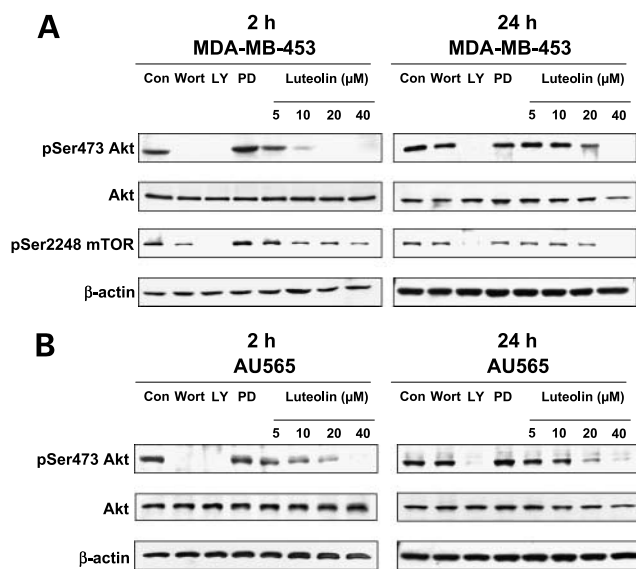 A
2 h
24 h
MDA-MB-453
MDA-MB-453
Con Wort LY PD Luteolin (μM)
Con Wort LY PD Luteolin (μM)
5 10 20 40
5 10 20 40
pSer473 Akt
Akt
pSer2248 mTOR
β-actin
B
2 h
24 h
AU565
AU565
Con Wort LY PD Luteolin (μM)
Con Wort LY PD Luteolin (μM)
5 10 20 40
5 10 20 40
pSer473 Akt
Akt
β-actin